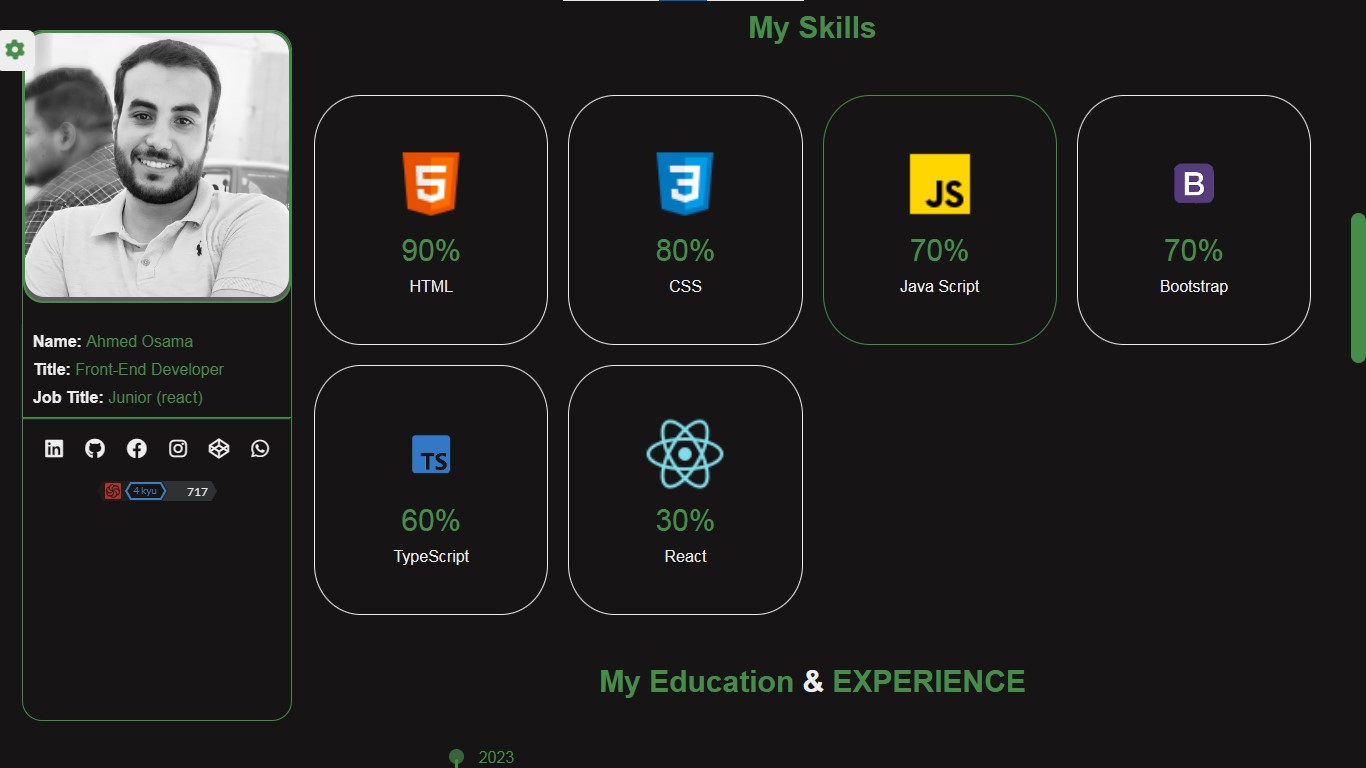 My Skills
5
90%
HTML
3
80%
CSS
JS
70%
Java Script
B
70%
Bootstrap
Name: Ahmed Osama
Title: Front-End Developer
Job Title: Junior (react)
in
4 kyu 717
TS
60%
TypeScript
30%
React
My Education & EXPERIENCE
2023